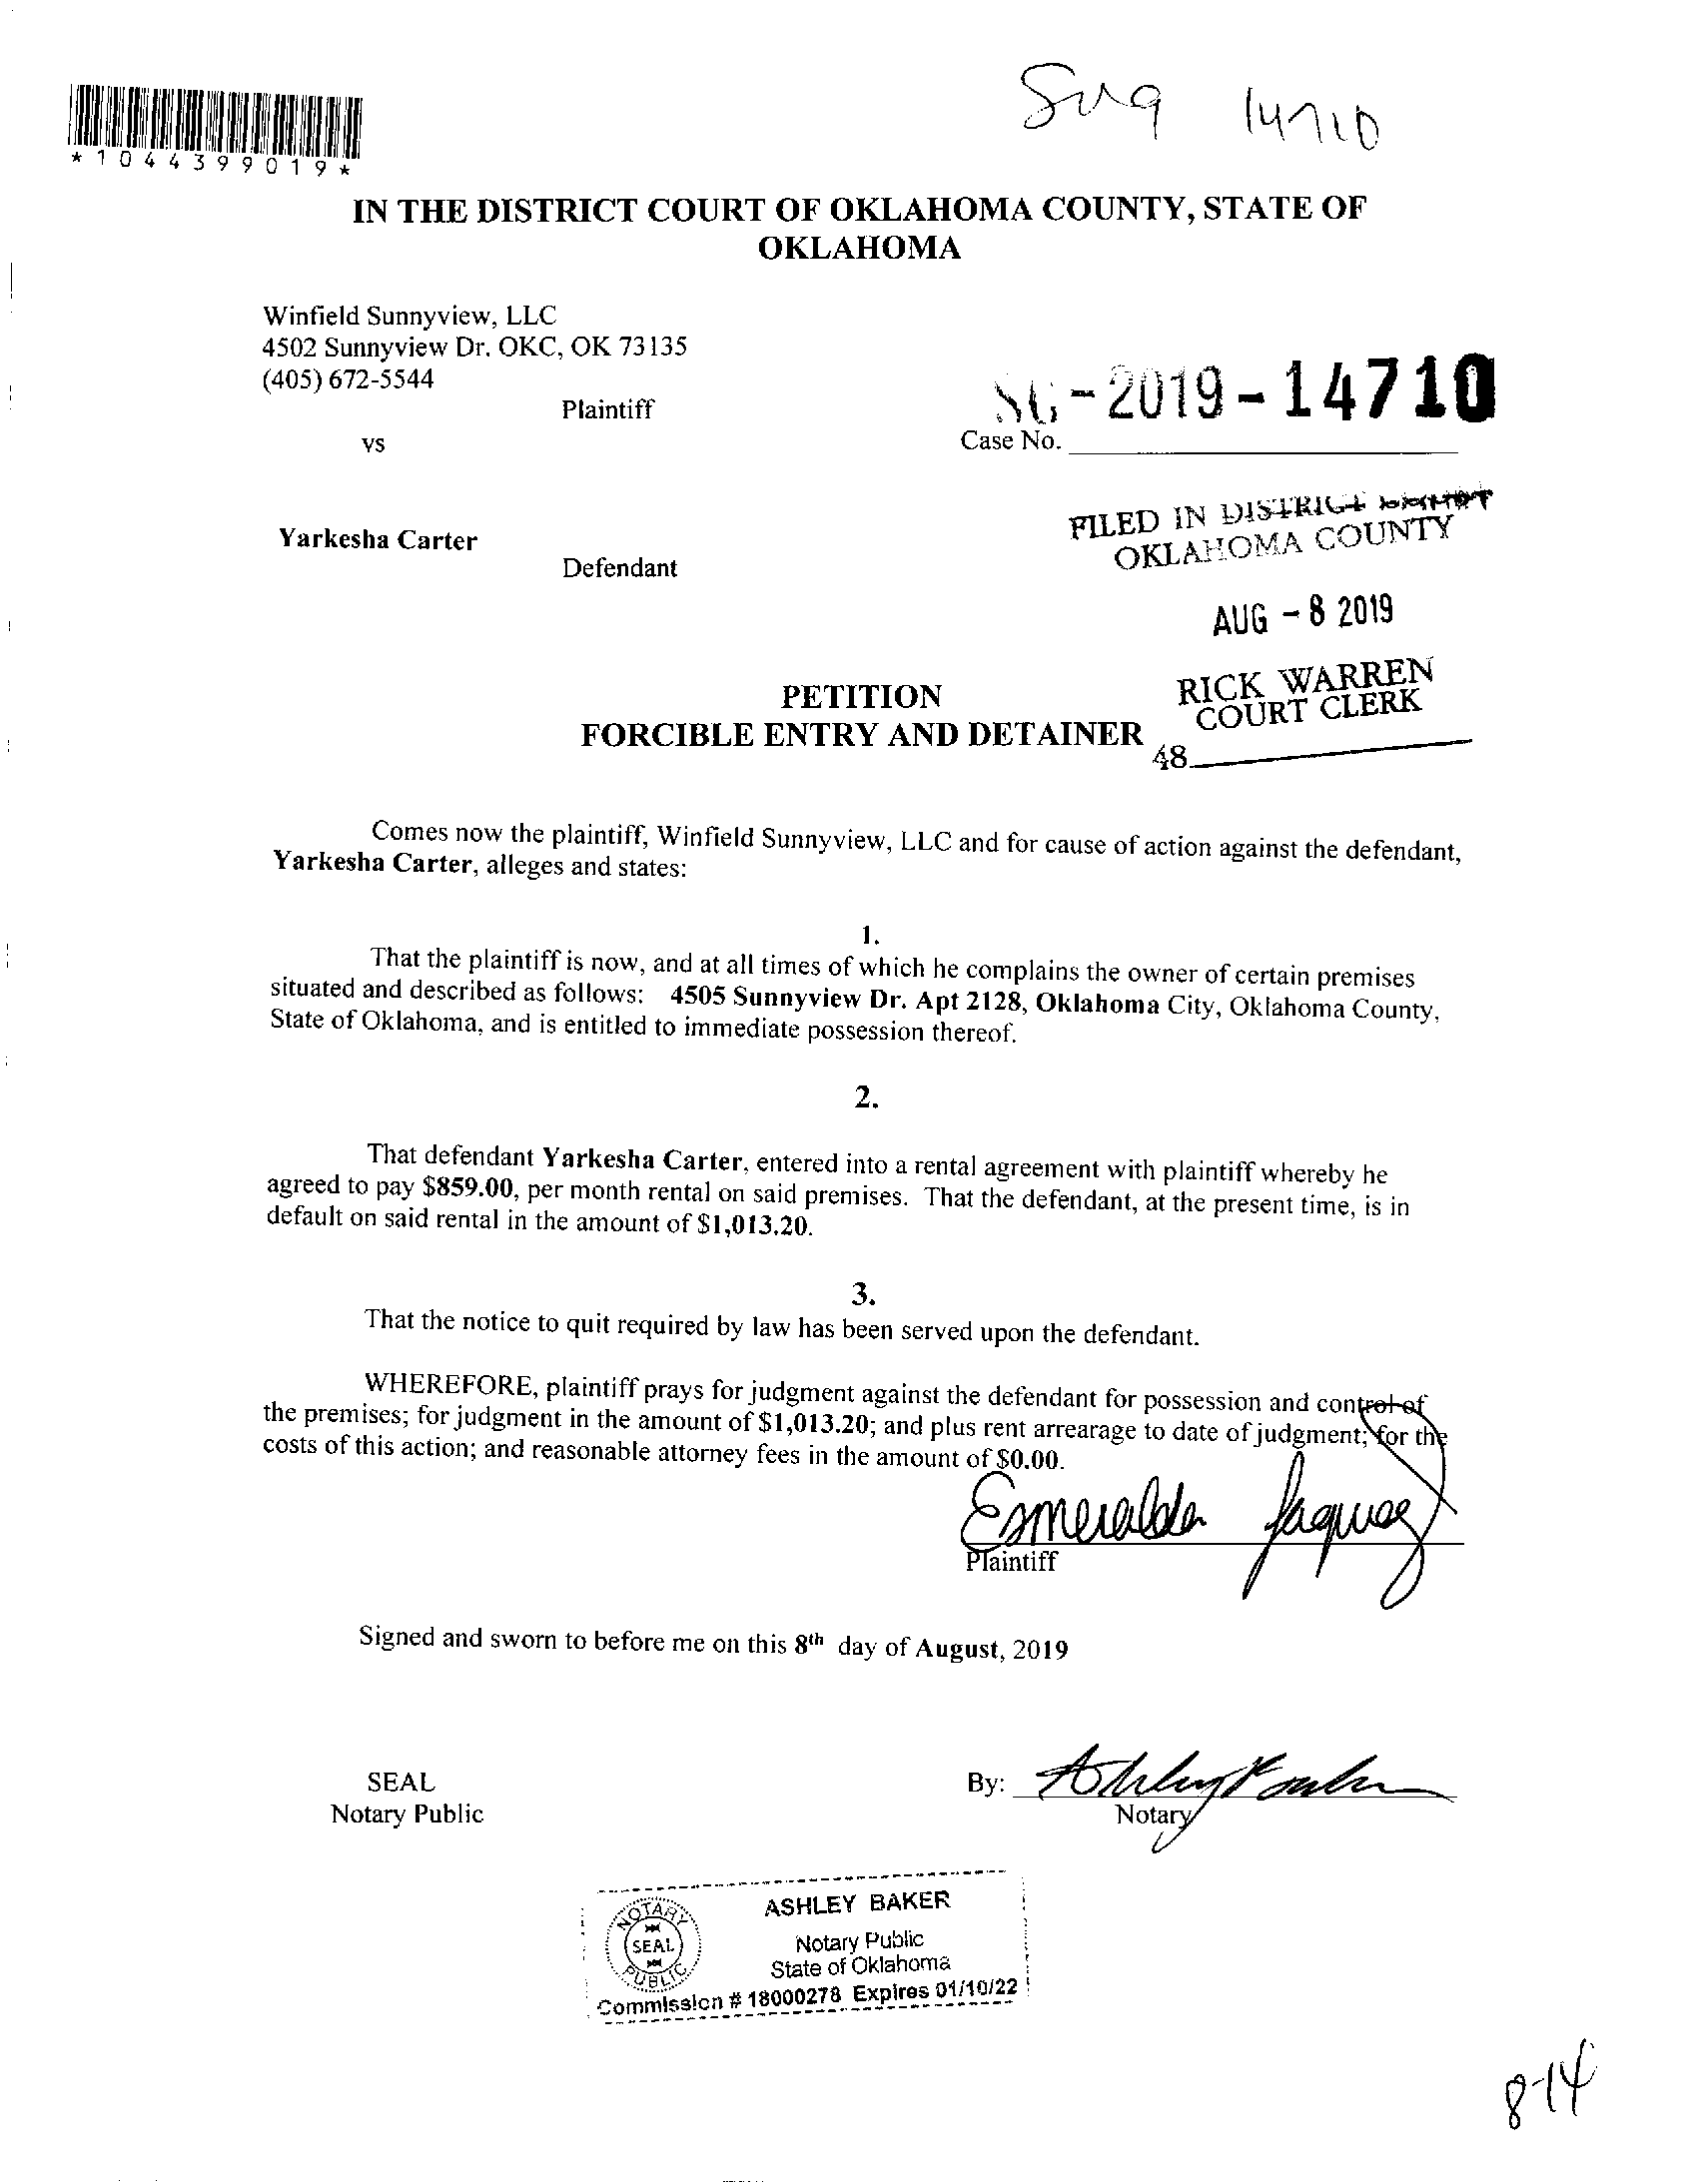 14710
*1044399019*
IN THE DISTRICT COURT OF OKLAHOMA COUNTY, STATE OF
OKLAHOMA
Winfield Sunnyview, LLC
4502 Sunnyview Dr. OKC, OK 73135
(405) 672-5544
Plaintiff
SC-2019-14710
vs
Case No.
FILED IN DISTRICT COURT
OKLAHOMA COUNTY
Yarkesha Carter
Defendant
AUG - 8 2019
RICK WARREN
COURT CLERK
48
PETITION
FORCIBLE ENTRY AND DETAINER
Comes now the plaintiff, Winfield Sunnyview, LLC and for cause of action against the defendant,
Yarkesha Carter, alleges and states:
1.
That the plaintiff is now, and at all times of which he complains the owner of certain premises
situated and described as follows: 4505 Sunnyview Dr. Apt 2128, Oklahoma City, Oklahoma County,
State of Oklahoma, and is entitled to immediate possession thereof.
2.
That defendant Yarkesha Carter, entered into a rental agreement with plaintiff whereby he
agreed to pay $859.00, per month rental on said premises. That the defendant, at the present time, is in
default on said rental in the amount of $1,013.20.
3.
That the notice to quit required by law has been served upon the defendant.
WHEREFORE, plaintiff prays for judgment against the defendant for possession and control of
the premises; for judgment in the amount of $1,013.20; and plus rent arrearage to date of judgment; for the
costs of this action; and reasonable attorney fees in the amount of $0.00.
Esmeralda Jaquez
Plaintiff
Signed and sworn to before me on this 8th day of August, 2019
SEAL
Notary Public
By:
Notary
NOTARY
SEAL
PUBLIC
ASHLEY BAKER
Notary Public
State of Oklahoma
Commission # 18000278 Expires 01/10/22
8-14